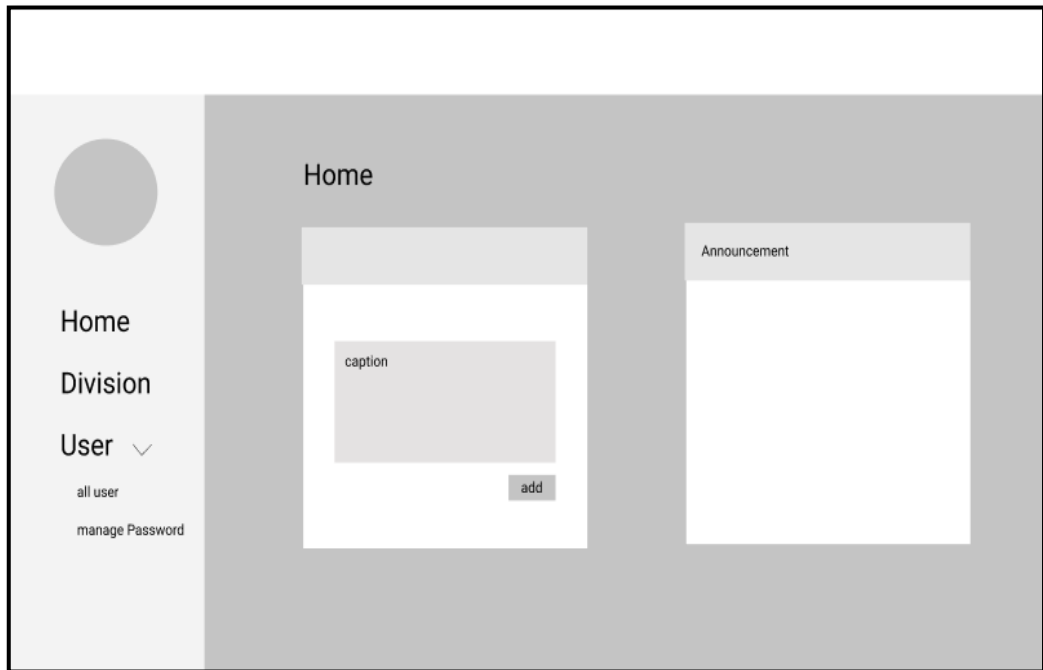 Home
Division
User
all user
manage Password
Home
caption
add
Announcement